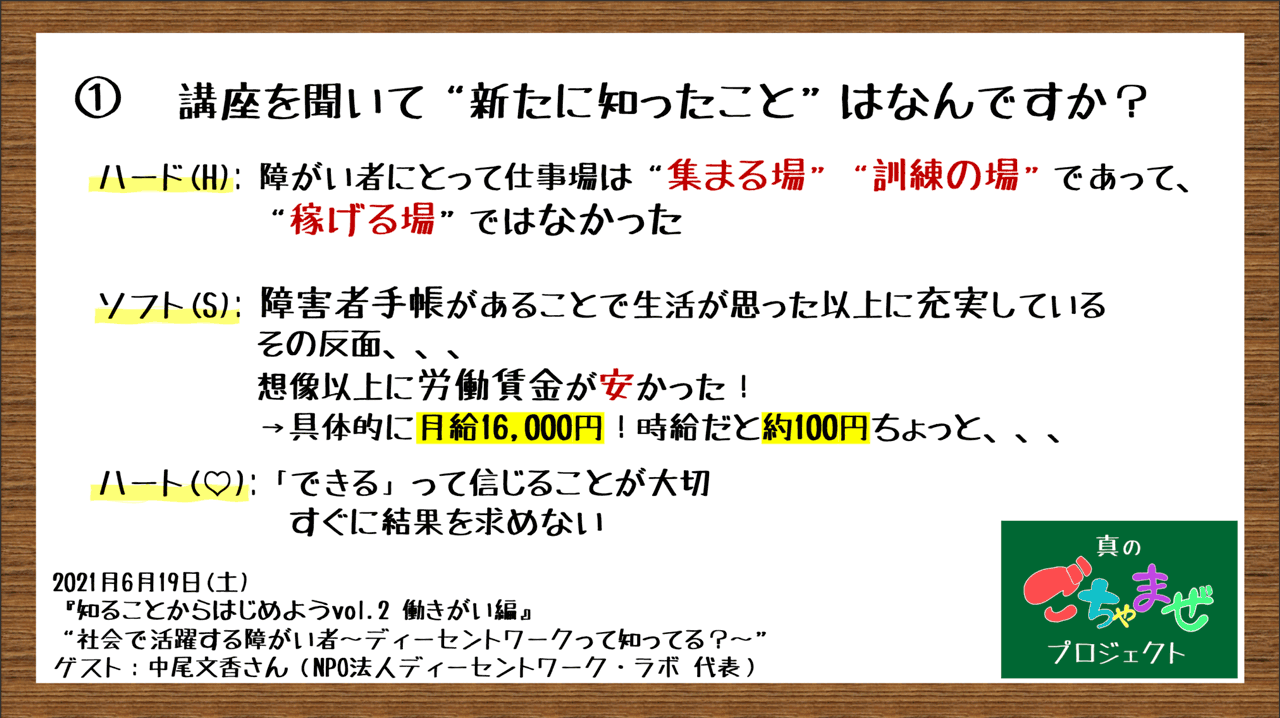 ① 講座を聞いて“新たに知ったこと”はなんですか？
ハード(H): 障がい者にとって仕事場は“集まる場”“訓練の場”であって、
“稼げる場”ではなかった
ソフト(S): 障害者手帳があることで生活が思った以上に充実している
その反面、、、
想像以上に労働賃金が安かった！
→具体的に月給16,000円！時給だと約100円ちょっと、、、
ハート(♡):「できる」って信じることが大切
すぐに結果を求めない
2021月6月19日(土)
『知ることからはじめようvol.2 働きがい編』
“社会で活躍する障がい者～ディーセントワークって知ってる？～”
ゲスト：中尾文香さん（NPO法人ディーセントワーク・ラボ 代表）
真の
ごちゃまぜ
プロジェクト